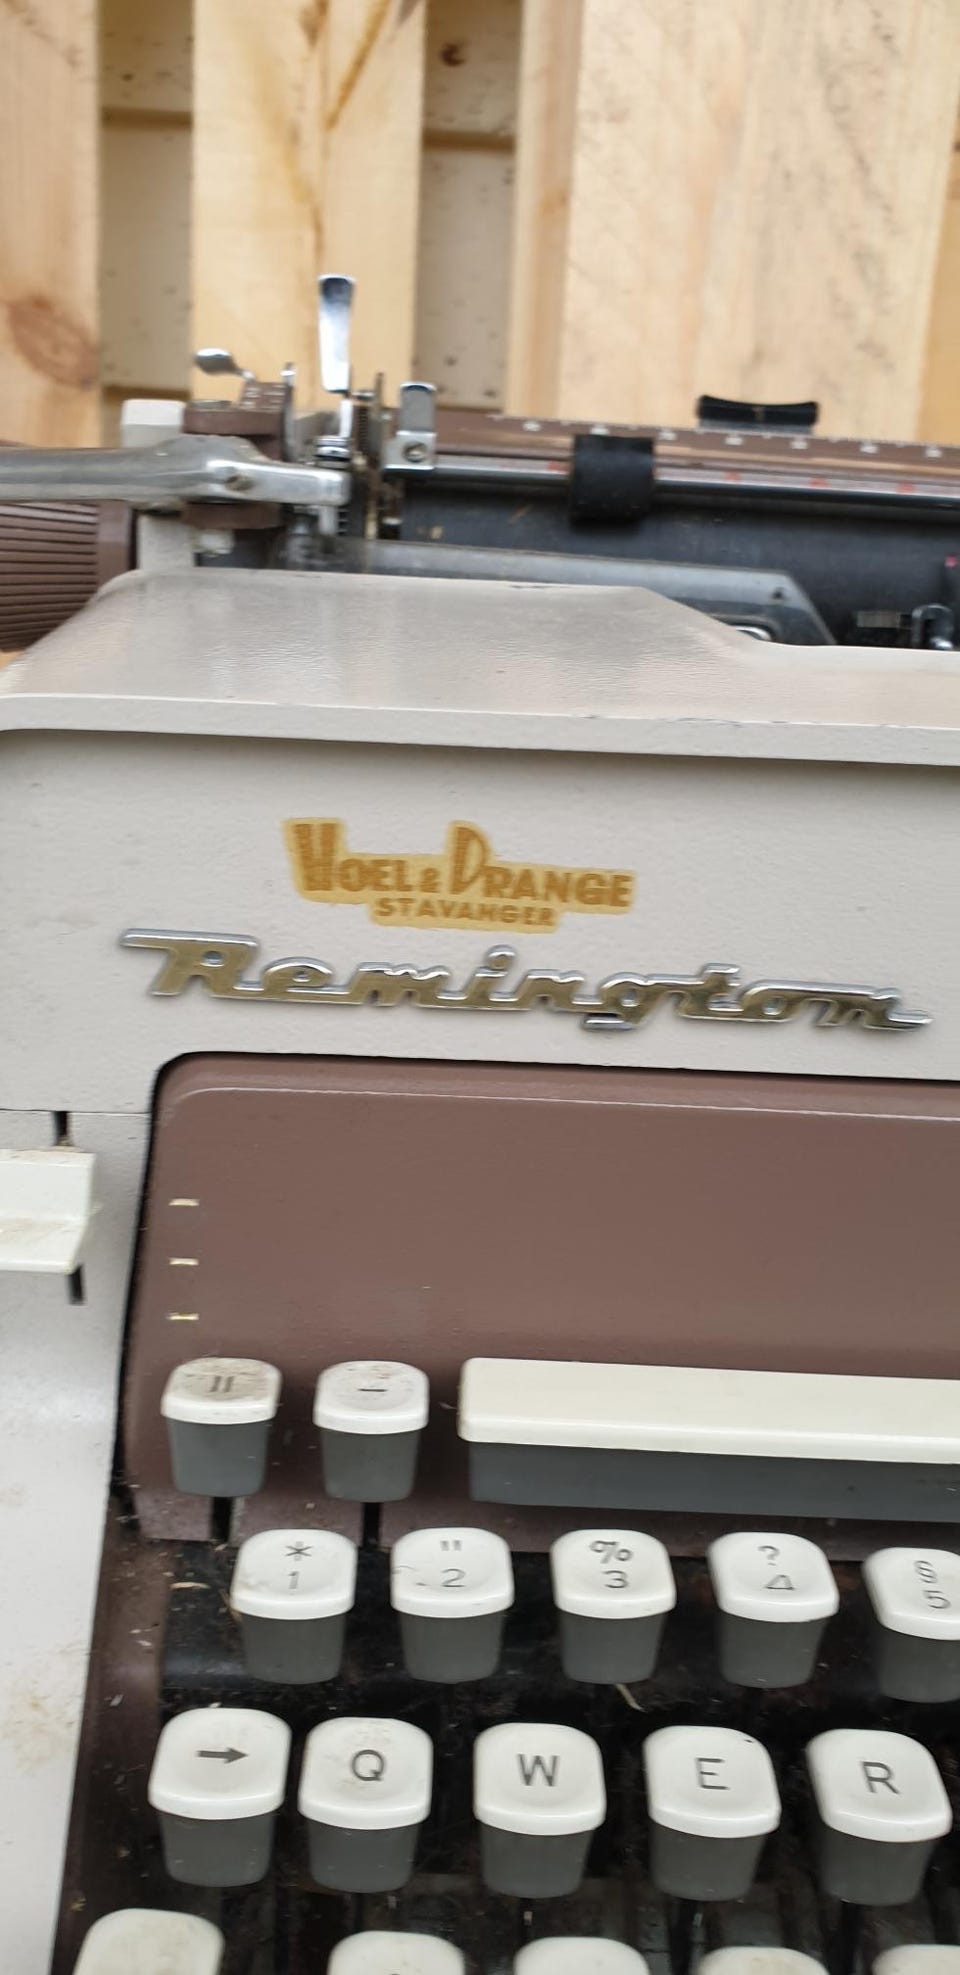 HOEL & DRANGE
STAVANGER
Remington
" -
* " % ? §
1 2 3 4 5
→ Q W E R